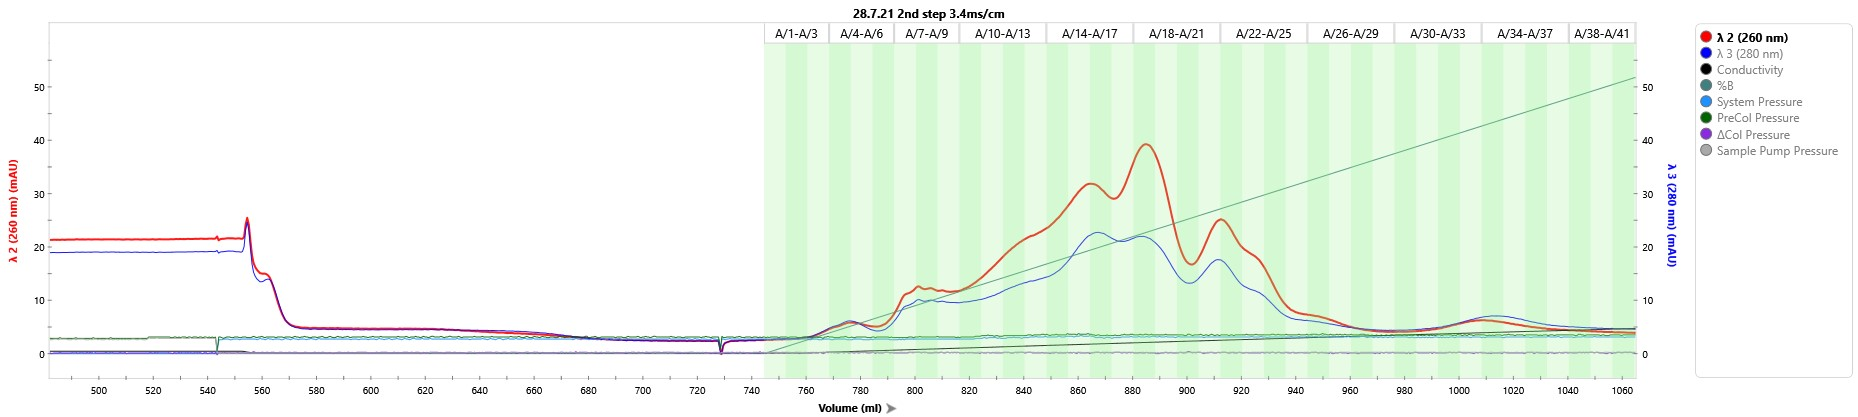 28.7.21 2nd step 3.4ms/cm
A/1-A/3 A/4-A/6 A/7-A/9 A/10-A/13 A/14-A/17 A/18-A/21 A/22-A/25 A/26-A/29 A/30-A/33 A/34-A/37 A/38-A/41
λ 2 (260 nm)
λ 3 (280 nm)
Conductivity
%B
System Pressure
PreCol Pressure
ΔCol Pressure
Sample Pump Pressure
λ 2 (260 nm) (mAU)
50
40
30
20
10
0
50
40
30
20
10
0
λ 3 (280 nm) (mAU)
500 520 540 560 580 600 620 640 660 680 700 720 740 760 780 800 820 840 860 880 900 920 940 960 980 1000 1020 1040 1060
Volume (ml)